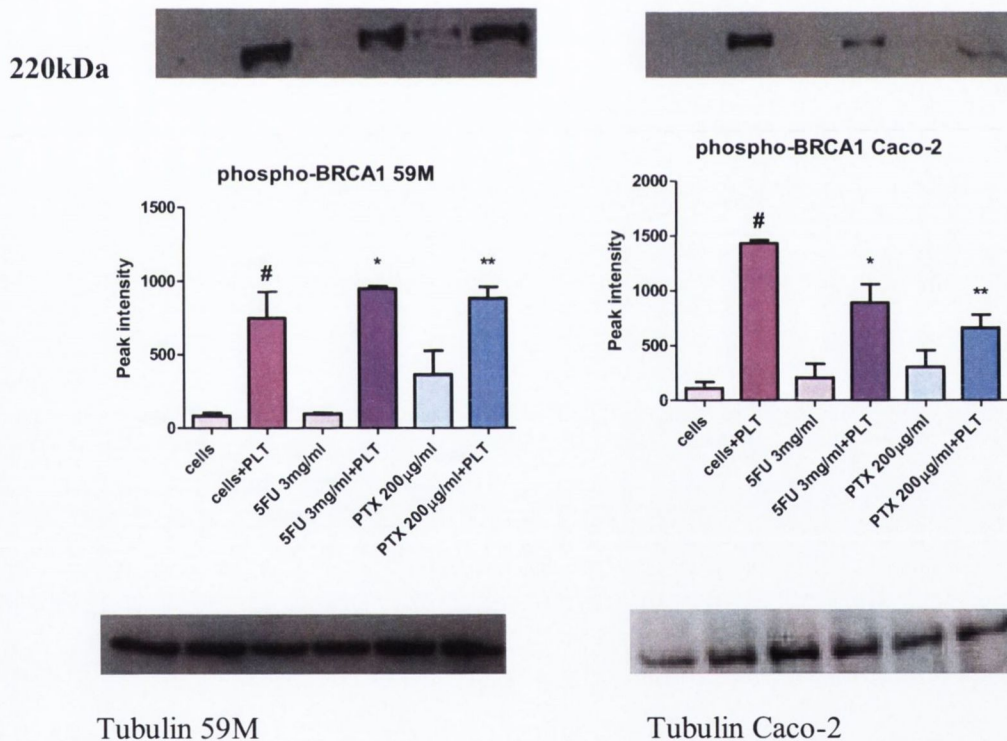 220kDa
phospho-BRCA1 59M
1500
1000
500
0
Peak intensity
#
*
**
cells
cells+PLT
5FU 3mg/ml
5FU 3mg/ml+PLT
PTX 200µg/ml
PTX 200µg/ml+PLT
phospho-BRCA1 Caco-2
2000
1500
1000
500
0
Peak intensity
#
*
**
cells
cells+PLT
5FU 3mg/ml
5FU 3mg/ml+PLT
PTX 200µg/ml
PTX 200µg/ml+PLT
Tubulin 59M
Tubulin Caco-2